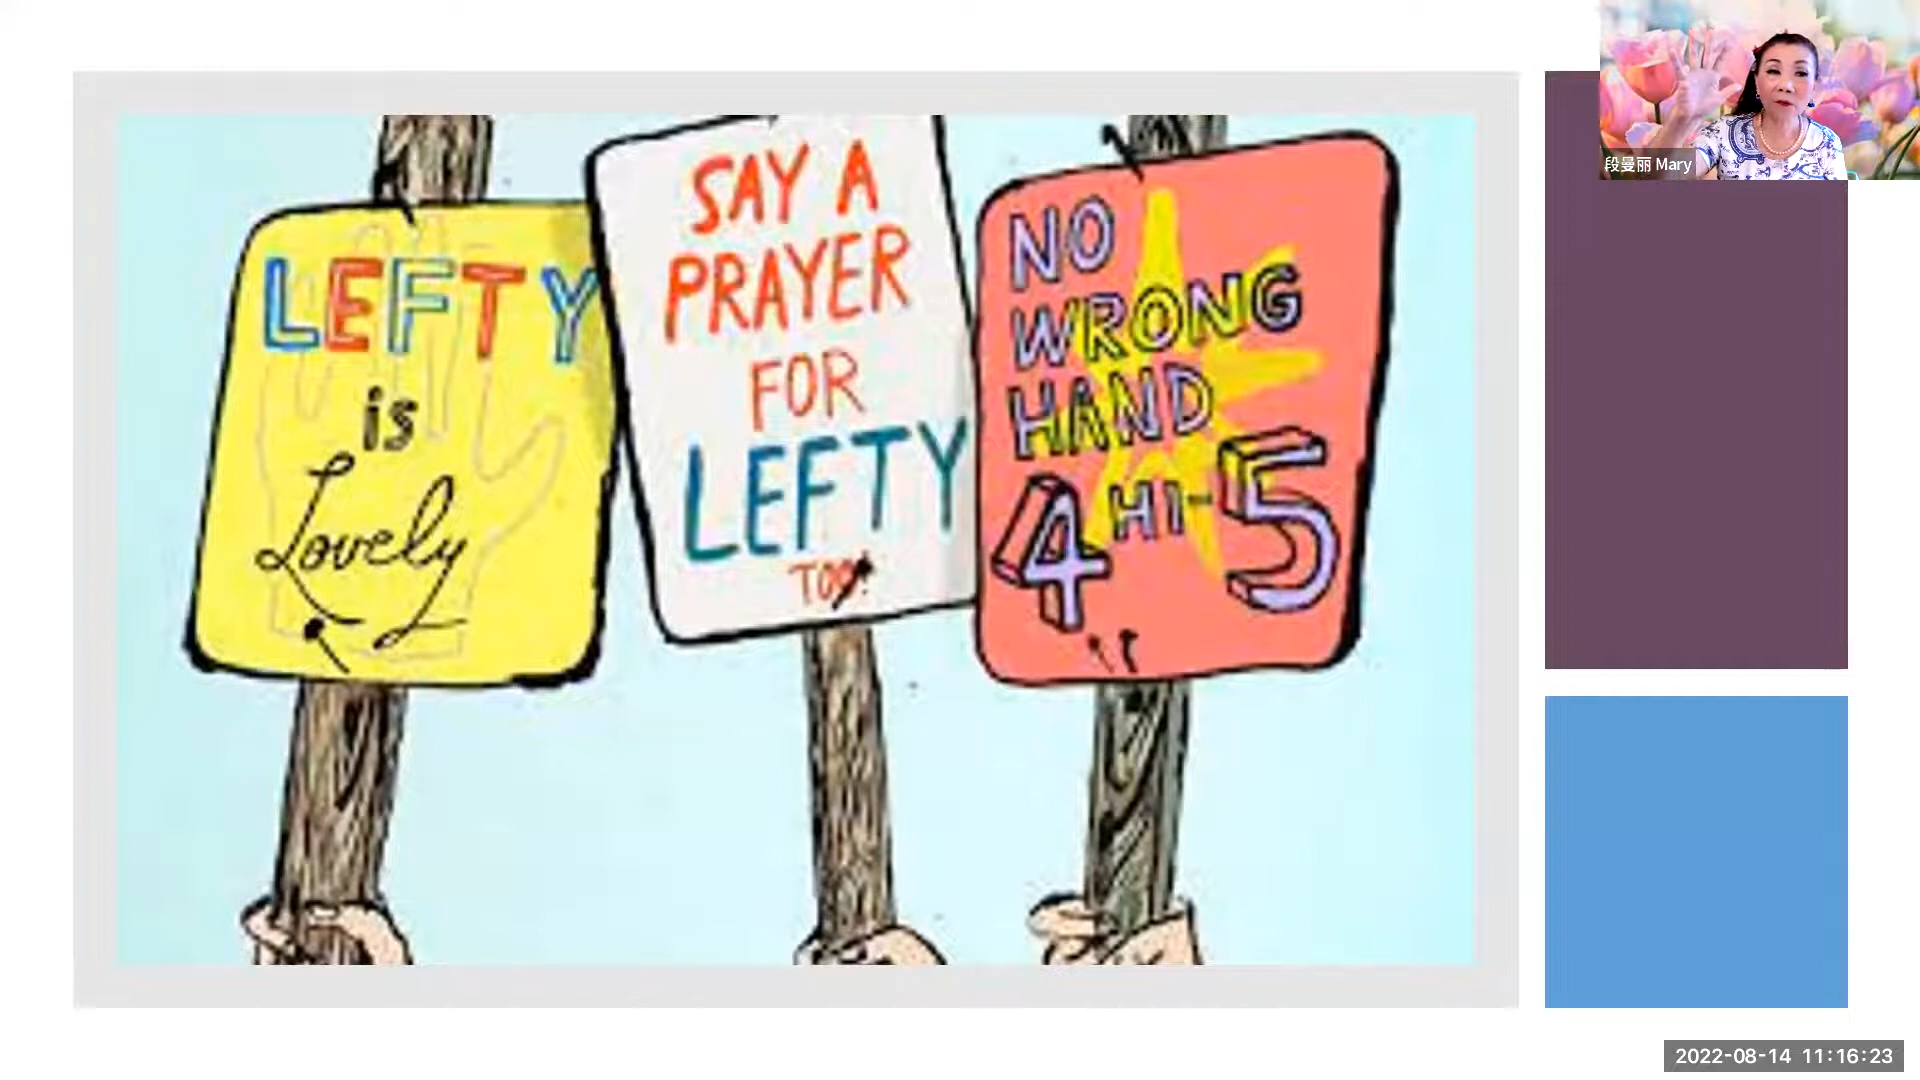 LEFTY
is
Lovely
SAY A
PRAYER
FOR
LEFTY
TOO!
NO
WRONG
HAND
4 HI-5
段曼丽 Mary
2022-08-14 11:16:23